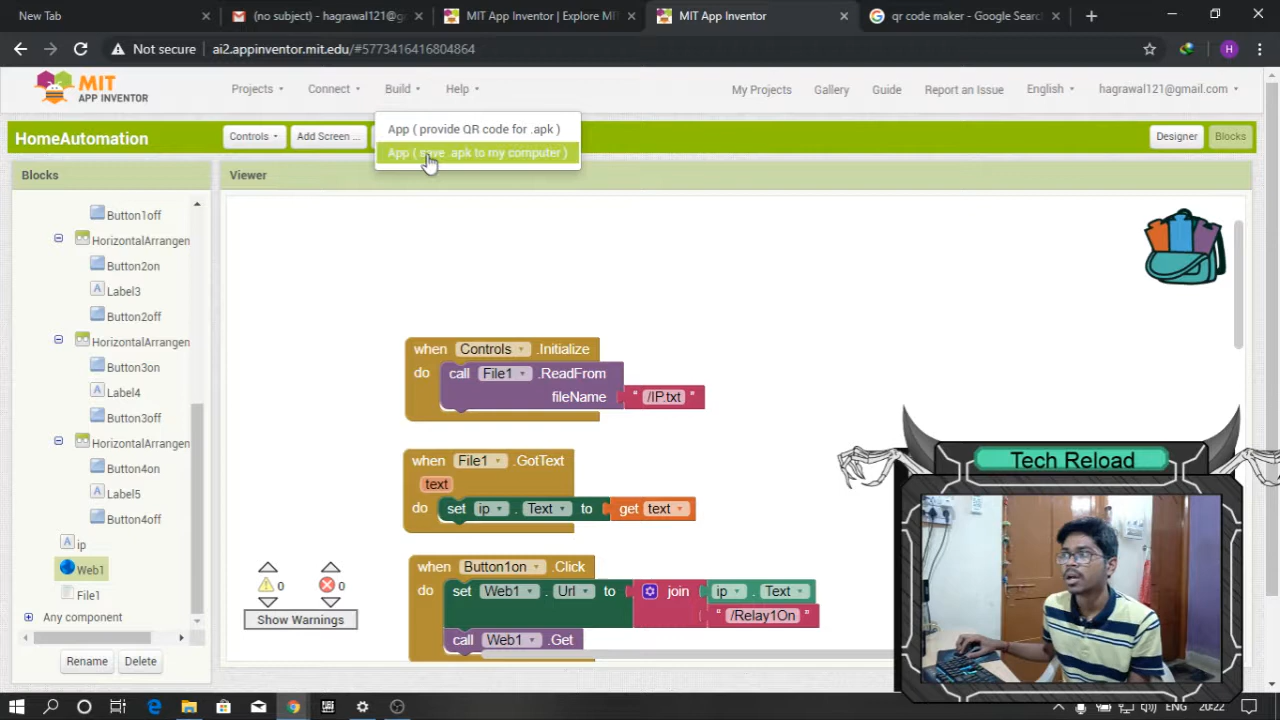 New Tab
(no subject) - hagrawal121@g
MIT App Inventor | Explore MIT
MIT App Inventor
qr code maker - Google Search
Not secure
ai2.appinventor.mit.edu/#5773416416804864
H
MIT
APP INVENTOR
Projects
Connect
Build
Help
My Projects
Gallery
Guide
Report an Issue
English
hagrawal121@gmail.com
HomeAutomation
Controls
Add Screen ...
App ( provide QR code for .apk )
App ( save .apk to my computer )
Designer
Blocks
Blocks
Viewer
Button1off
HorizontalArrangen
Button2on
Label3
Button2off
HorizontalArrangen
Button3on
Label4
Button3off
HorizontalArrangen
Button4on
Label5
Button4off
ip
Web1
File1
Any component
Rename
Delete
when Controls .Initialize
do call File1 .ReadFrom
fileName " /IP.txt "
when File1 .GotText
text
do set ip . Text to get text
when Button1on .Click
do set Web1 . Url to join ip . Text
" /Relay1On "
call Web1 .Get
0
0
Show Warnings
Tech Reload
ENG
20:22